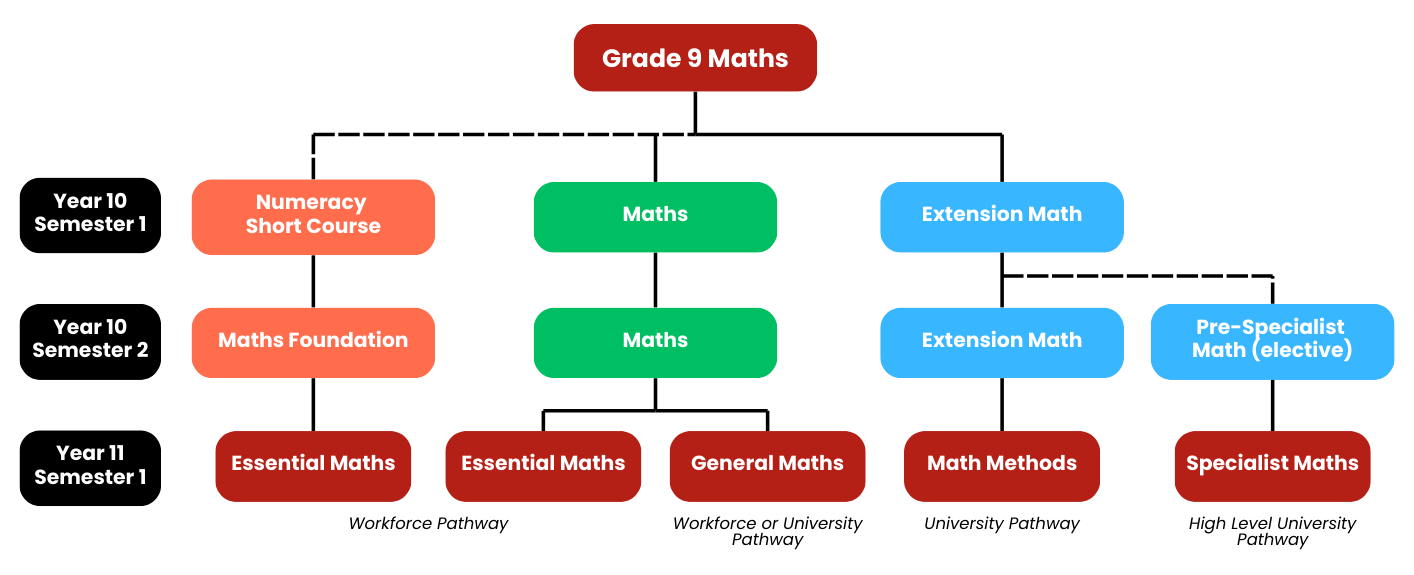 Grade 9 Maths
Year 10
Semester 1
Numeracy
Short Course
Maths
Extension Math
Year 10
Semester 2
Maths Foundation
Maths
Extension Math
Pre-Specialist
Math (elective)
Year 11
Semester 1
Essential Maths
Essential Maths
General Maths
Math Methods
Specialist Maths
Workforce Pathway
Workforce or University
Pathway
University Pathway
High Level University
Pathway